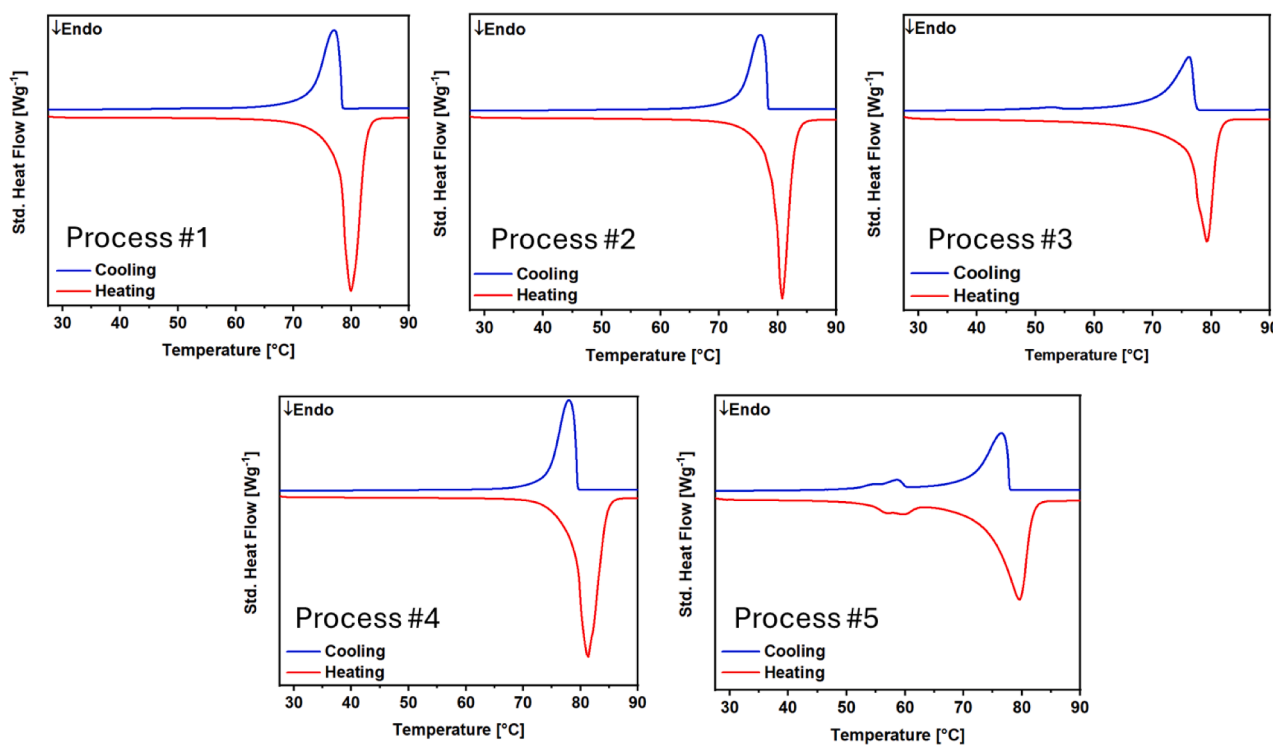 ↓Endo
Std. Heat Flow [Wg⁻¹]
Process #1
Cooling
Heating
30 40 50 60 70 80 90
Temperature [°C]
↓Endo
Std. Heat Flow [Wg⁻¹]
Process #2
Cooling
Heating
30 40 50 60 70 80 90
Temperature [°C]
↓Endo
Std. Heat Flow [Wg⁻¹]
Process #3
Cooling
Heating
30 40 50 60 70 80 90
Temperature [°C]
↓Endo
Std. Heat Flow [Wg⁻¹]
Process #4
Cooling
Heating
30 40 50 60 70 80 90
Temperature [°C]
↓Endo
Std. Heat Flow [Wg⁻¹]
Process #5
Cooling
Heating
30 40 50 60 70 80 90
Temperature [°C]